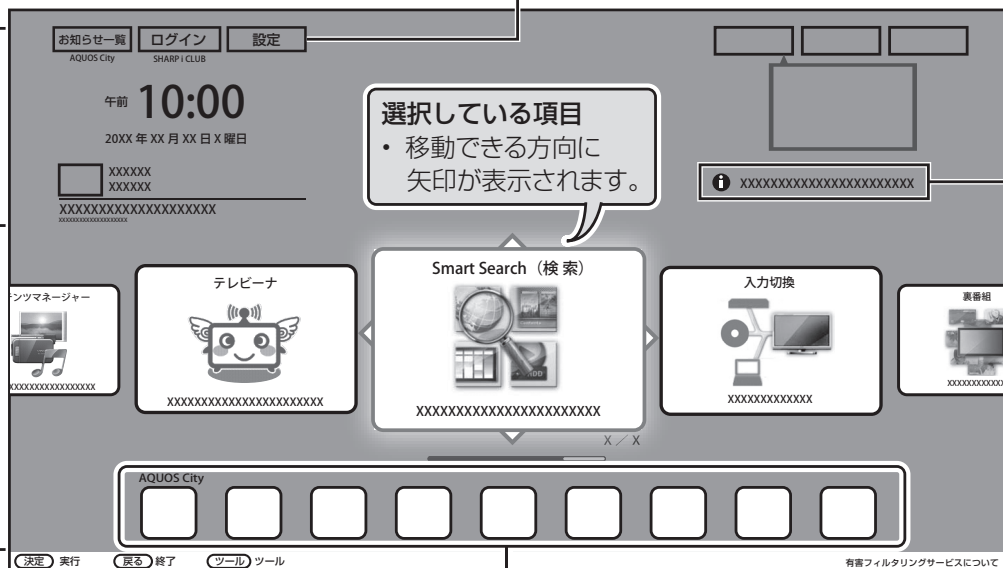 お知らせ一覧 ログイン 設定
AQUOS City SHARP i CLUB
午前 10:00
20XX 年 XX 月 XX 日 X 曜日
XXXXXX
XXXXXX
XXXXXXXXXXXXXXXXXXXXX
xxxxxxxxxxxxxxxxxxxx
選択している項目
• 移動できる方向に
矢印が表示されます。
XXXXXXXXXXXXXXXXXXXXXXX
ンツマネージャー
XXXXXXXXXXXXXXXXX
テレビーナ
XXXXXXXXXXXXXXXXXXXXXXX
Smart Search（検索）
XXXXXXXXXXXXXXXXXXXXXXX
入力切換
XXXXXXXXXXXXX
裏番組
XXXXXXXXXXX
X ／ X
AQUOS City
決定 実行 戻る 終了 ツール ツール
有害フィルタリングサービスについて